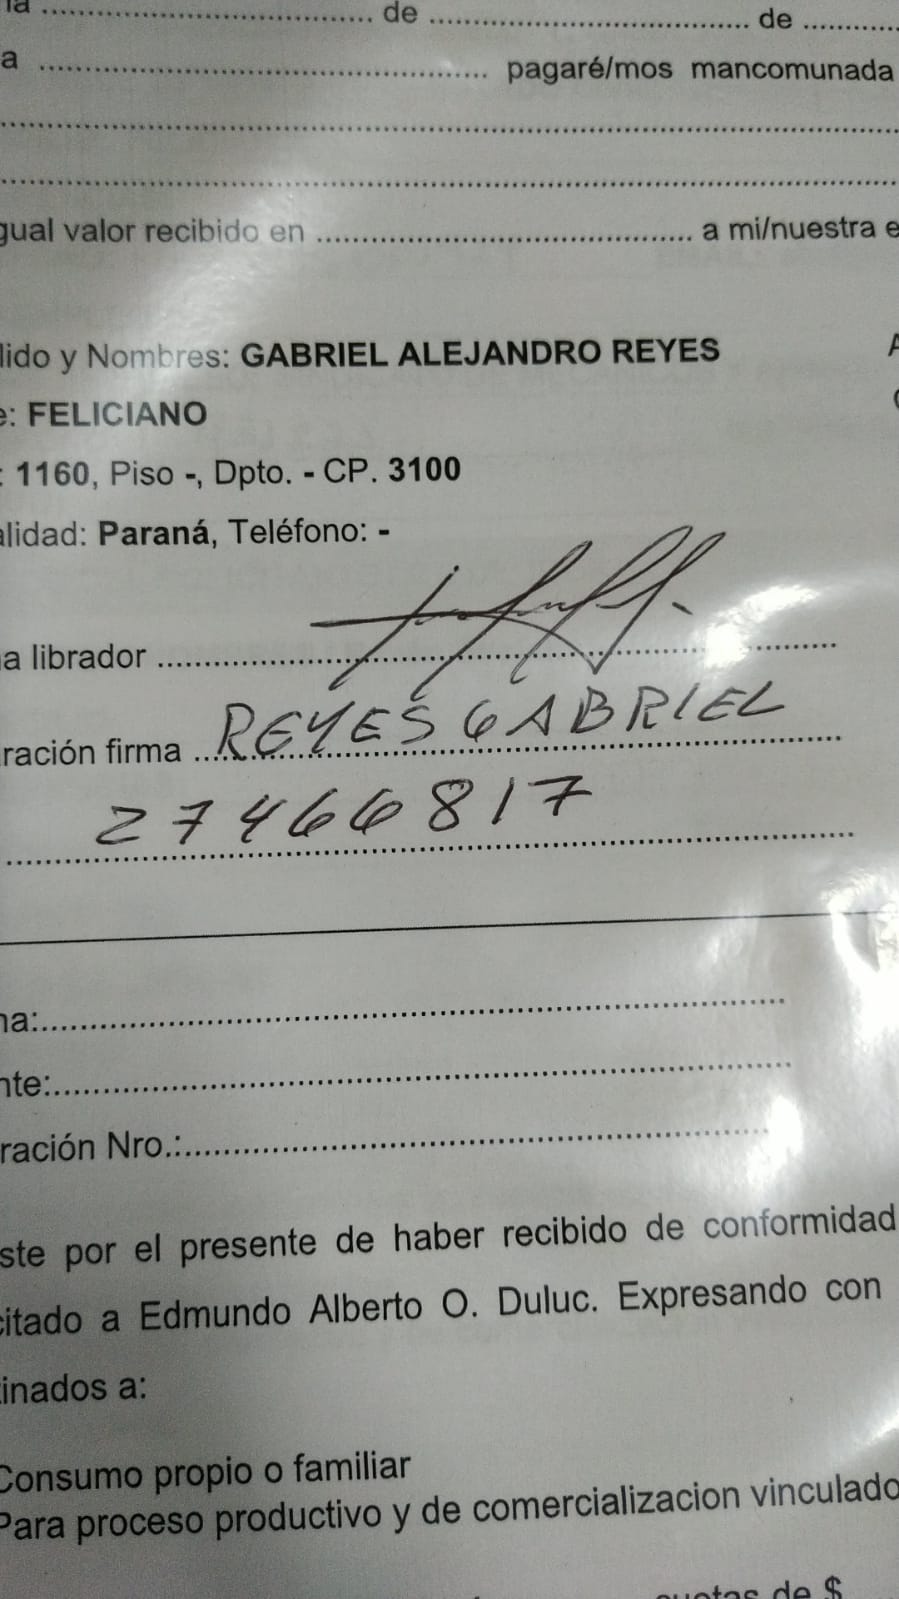 la ........ de ........ de ........
a ........ pagaré/mos mancomunada
gual valor recibido en ........ a mi/nuestra e
lido y Nombres: GABRIEL ALEJANDRO REYES
e: FELICIANO
: 1160, Piso -, Dpto. - CP. 3100
alidad: Paraná, Teléfono: -
a librador ........
ración firma ........ REYES GABRIEL
27466817
na:........
nte:........
ración Nro.:........
ste por el presente de haber recibido de conformidad
citado a Edmundo Alberto O. Duluc. Expresando con
inados a:
Consumo propio o familiar
Para proceso productivo y de comercializacion vinculado
cuotas de $